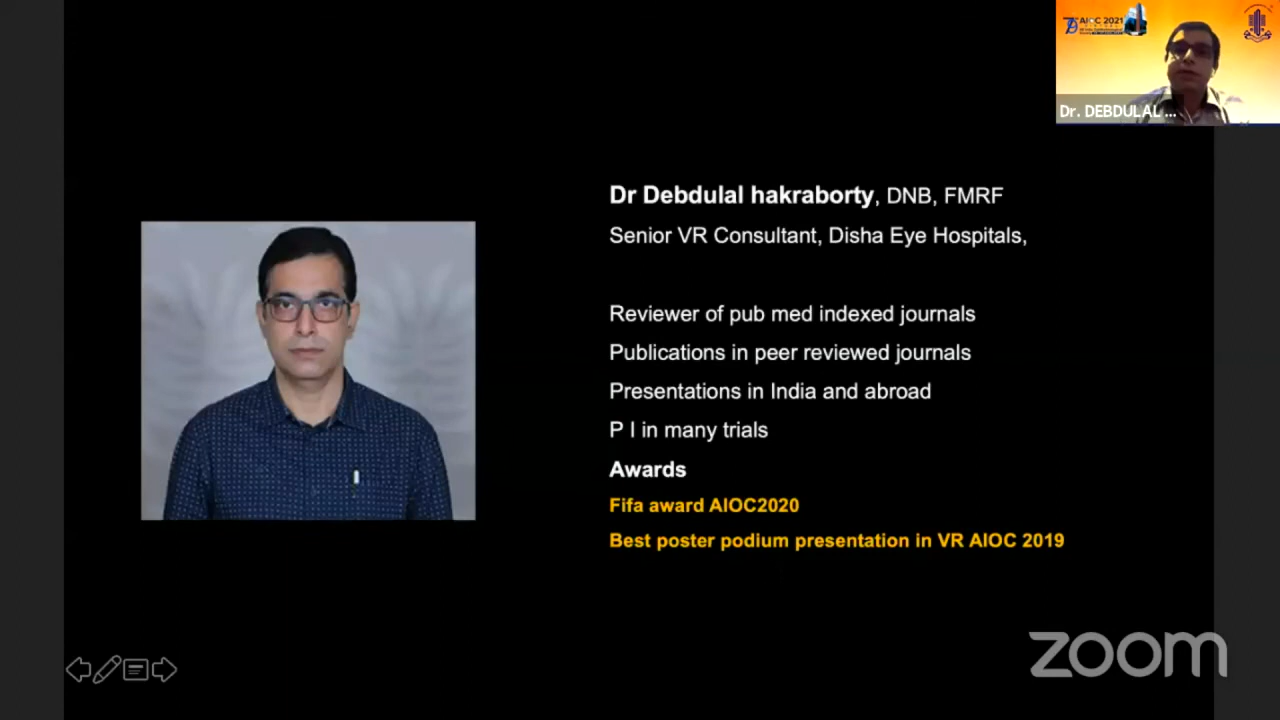 AIOC 2021
Dr. DEBDULAL ...
Dr Debdulal hakraborty, DNB, FMRF
Senior VR Consultant, Disha Eye Hospitals,
Reviewer of pub med indexed journals
Publications in peer reviewed journals
Presentations in India and abroad
P I in many trials
Awards
Fifa award AIOC2020
Best poster podium presentation in VR AIOC 2019
zoom